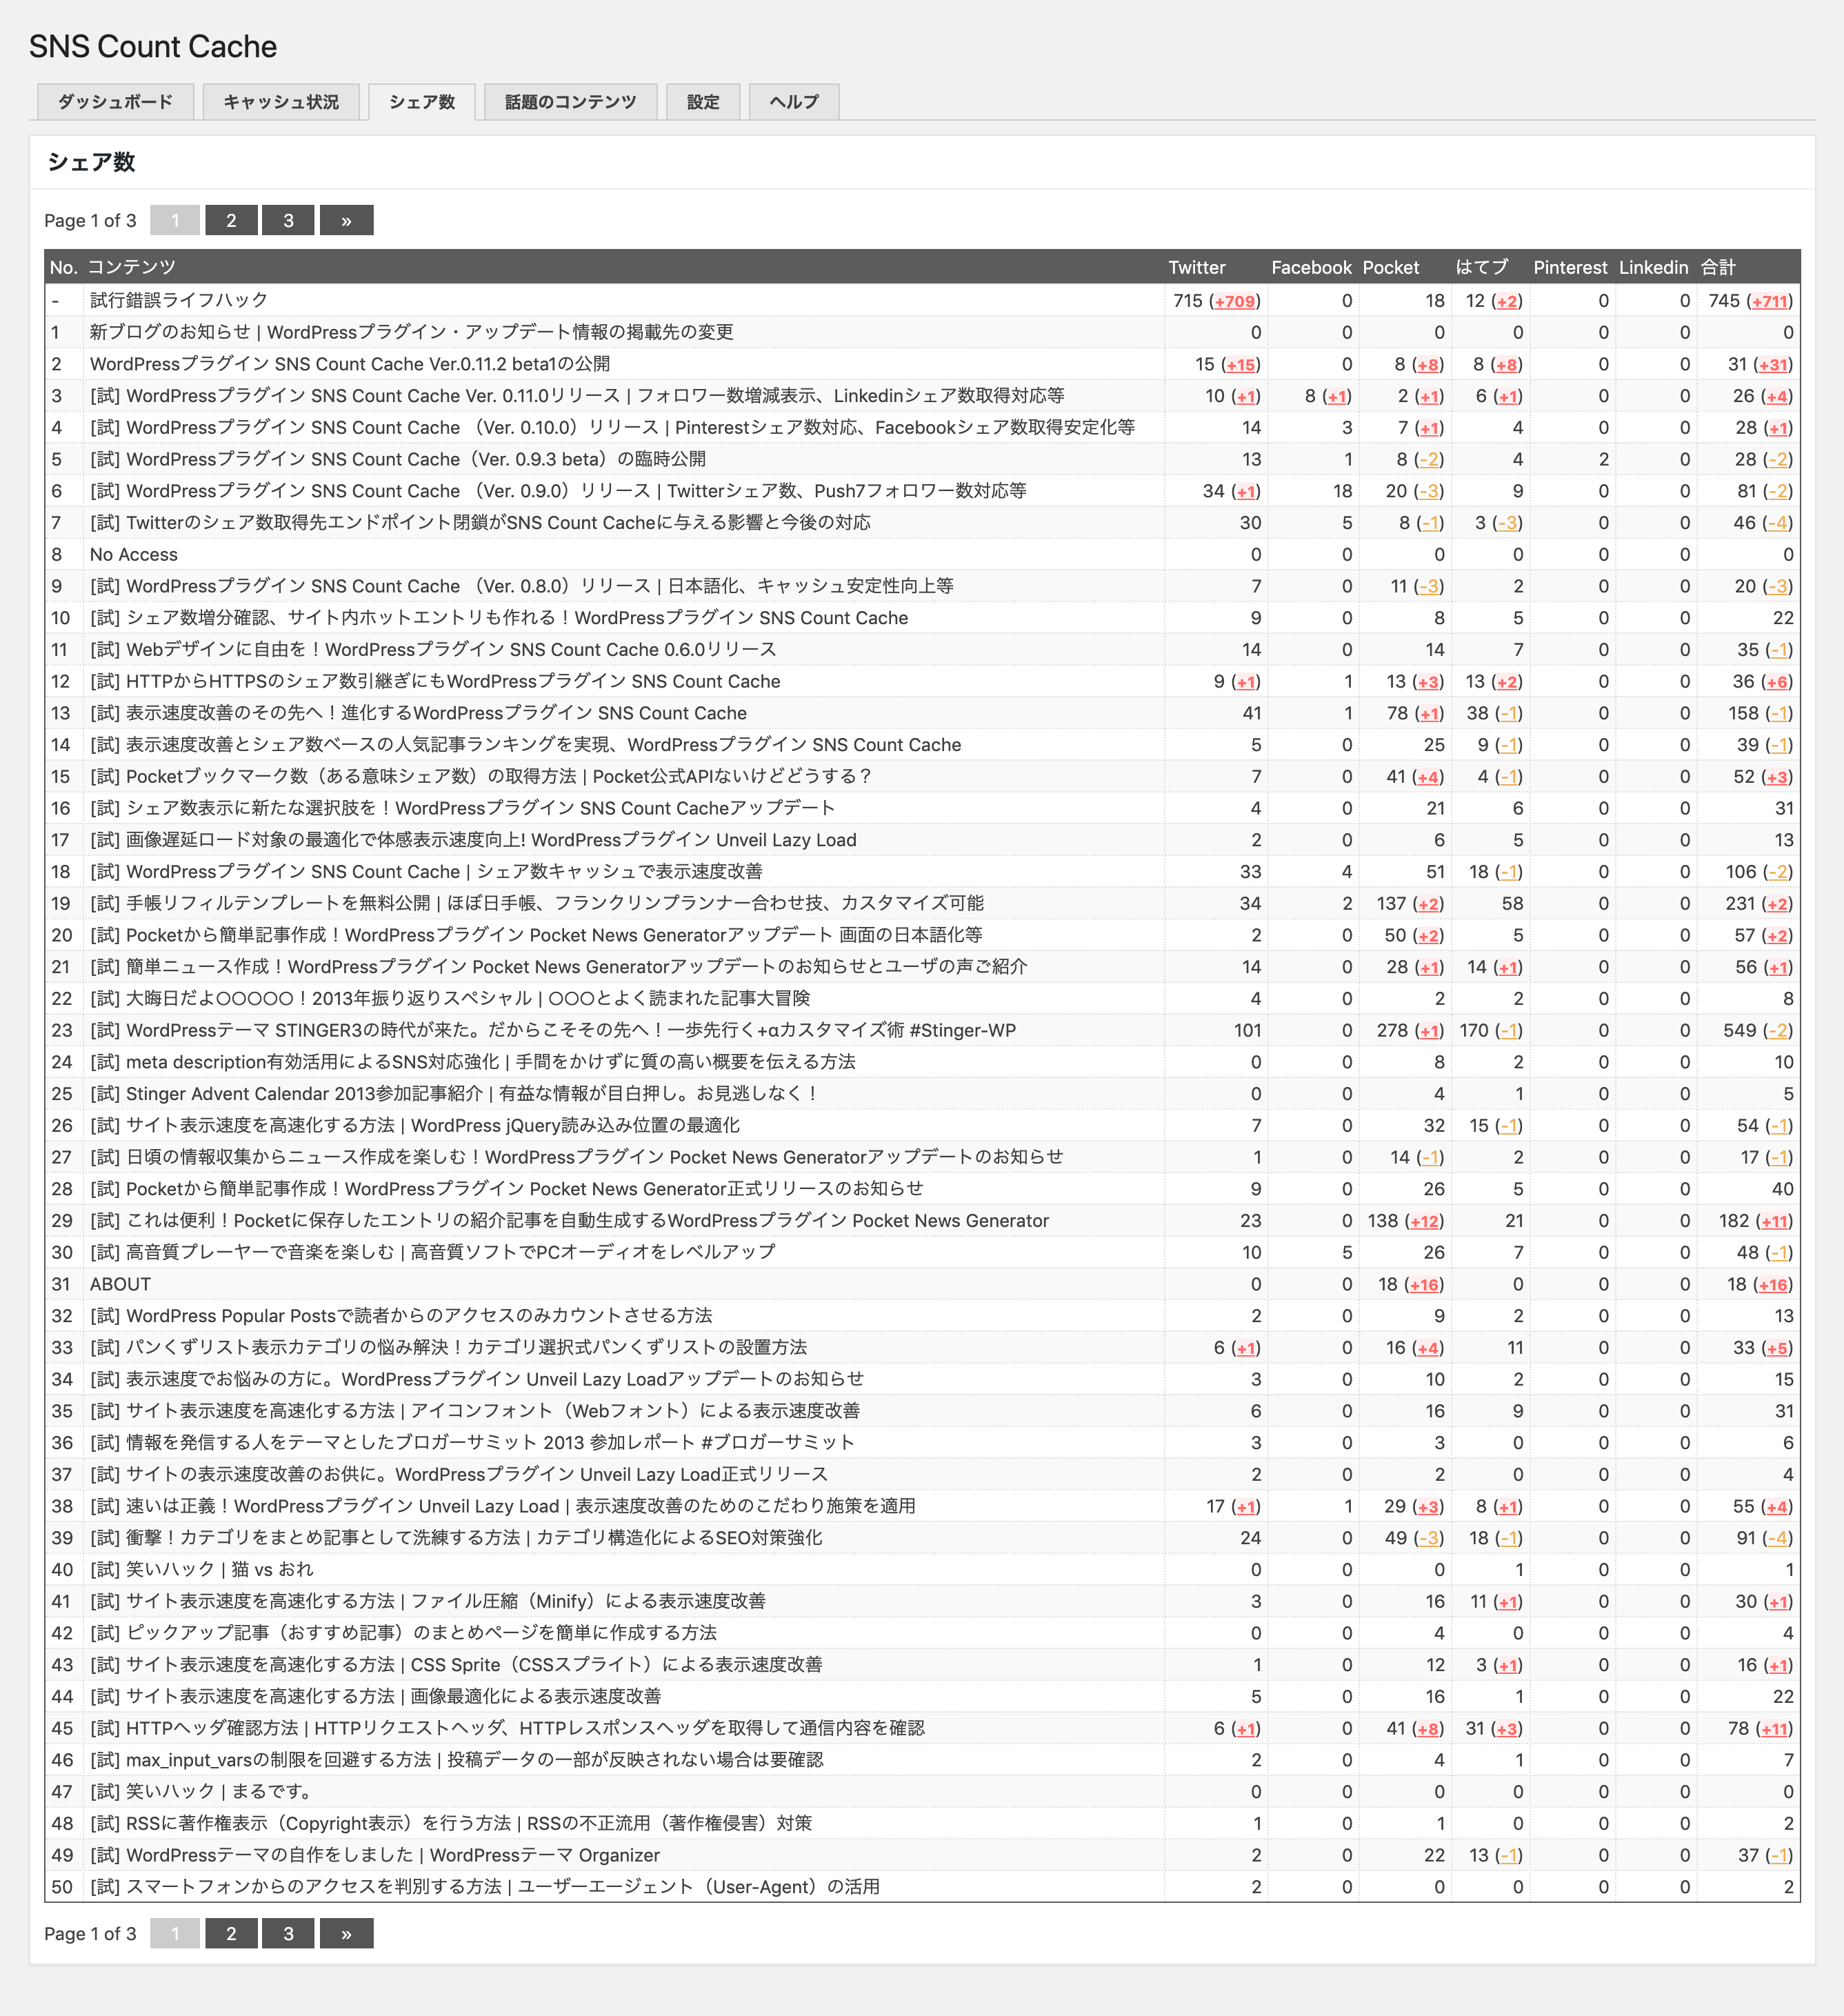 SNS Count Cache
ダッシュボード キャッシュ状況 シェア数 話題のコンテンツ 設定 ヘルプ
シェア数
Page 1 of 3 1 2 3 »
No. コンテンツ Twitter Facebook Pocket はてブ Pinterest Linkedin 合計
- 試行錯誤ライフハック 715 (+709) 0 18 12 (+2) 0 0 745 (+711)
1 新ブログのお知らせ | WordPressプラグイン・アップデート情報の掲載先の変更 0 0 0 0 0 0 0
2 WordPressプラグイン SNS Count Cache Ver.0.11.2 beta1の公開 15 (+15) 0 8 (+8) 8 (+8) 0 0 31 (+31)
3 [試] WordPressプラグイン SNS Count Cache Ver. 0.11.0リリース | フォロワー数増減表示、Linkedinシェア数取得対応等 10 (+1) 8 (+1) 2 (+1) 6 (+1) 0 0 26 (+4)
4 [試] WordPressプラグイン SNS Count Cache （Ver. 0.10.0）リリース | Pinterestシェア数対応、Facebookシェア数取得安定化等 14 3 7 (+1) 4 0 0 28 (+1)
5 [試] WordPressプラグイン SNS Count Cache（Ver. 0.9.3 beta）の臨時公開 13 1 8 (-2) 4 2 0 28 (-2)
6 [試] WordPressプラグイン SNS Count Cache （Ver. 0.9.0）リリース | Twitterシェア数、Push7フォロワー数対応等 34 (+1) 18 20 (-3) 9 0 0 81 (-2)
7 [試] Twitterのシェア数取得先エンドポイント閉鎖がSNS Count Cacheに与える影響と今後の対応 30 5 8 (-1) 3 (-3) 0 0 46 (-4)
8 No Access 0 0 0 0 0 0 0
9 [試] WordPressプラグイン SNS Count Cache （Ver. 0.8.0）リリース | 日本語化、キャッシュ安定性向上等 7 0 11 (-3) 2 0 0 20 (-3)
10 [試] シェア数増分確認、サイト内ホットエントリも作れる！WordPressプラグイン SNS Count Cache 9 0 8 5 0 0 22
11 [試] Webデザインに自由を！WordPressプラグイン SNS Count Cache 0.6.0リリース 14 0 14 7 0 0 35 (-1)
12 [試] HTTPからHTTPSのシェア数引継ぎにもWordPressプラグイン SNS Count Cache 9 (+1) 1 13 (+3) 13 (+2) 0 0 36 (+6)
13 [試] 表示速度改善のその先へ！進化するWordPressプラグイン SNS Count Cache 41 1 78 (+1) 38 (-1) 0 0 158 (-1)
14 [試] 表示速度改善とシェア数ベースの人気記事ランキングを実現、WordPressプラグイン SNS Count Cache 5 0 25 9 (-1) 0 0 39 (-1)
15 [試] Pocketブックマーク数（ある意味シェア数）の取得方法 | Pocket公式APIないけどどうする？ 7 0 41 (+4) 4 (-1) 0 0 52 (+3)
16 [試] シェア数表示に新たな選択肢を！WordPressプラグイン SNS Count Cacheアップデート 4 0 21 6 0 0 31
17 [試] 画像遅延ロード対象の最適化で体感表示速度向上! WordPressプラグイン Unveil Lazy Load 2 0 6 5 0 0 13
18 [試] WordPressプラグイン SNS Count Cache | シェア数キャッシュで表示速度改善 33 4 51 18 (-1) 0 0 106 (-2)
19 [試] 手帳リフィルテンプレートを無料公開 | ほぼ日手帳、フランクリンプランナー合わせ技、カスタマイズ可能 34 2 137 (+2) 58 0 0 231 (+2)
20 [試] Pocketから簡単記事作成！WordPressプラグイン Pocket News Generatorアップデート 画面の日本語化等 2 0 50 (+2) 5 0 0 57 (+2)
21 [試] 簡単ニュース作成！WordPressプラグイン Pocket News Generatorアップデートのお知らせとユーザの声ご紹介 14 0 28 (+1) 14 (+1) 0 0 56 (+1)
22 [試] 大晦日だよ〇〇〇〇〇！2013年振り返りスペシャル | 〇〇〇とよく読まれた記事大冒険 4 0 2 2 0 0 8
23 [試] WordPressテーマ STINGER3の時代が来た。だからこそその先へ！一歩先行く+αカスタマイズ術 #Stinger-WP 101 0 278 (+1) 170 (-1) 0 0 549 (-2)
24 [試] meta description有効活用によるSNS対応強化 | 手間をかけずに質の高い概要を伝える方法 0 0 8 2 0 0 10
25 [試] Stinger Advent Calendar 2013参加記事紹介 | 有益な情報が目白押し。お見逃しなく！ 0 0 4 1 0 0 5
26 [試] サイト表示速度を高速化する方法 | WordPress jQuery読み込み位置の最適化 7 0 32 15 (-1) 0 0 54 (-1)
27 [試] 日頃の情報収集からニュース作成を楽しむ！WordPressプラグイン Pocket News Generatorアップデートのお知らせ 1 0 14 (-1) 2 0 0 17 (-1)
28 [試] Pocketから簡単記事作成！WordPressプラグイン Pocket News Generator正式リリースのお知らせ 9 0 26 5 0 0 40
29 [試] これは便利！Pocketに保存したエントリの紹介記事を自動生成するWordPressプラグイン Pocket News Generator 23 0 138 (+12) 21 0 0 182 (+11)
30 [試] 高音質プレーヤーで音楽を楽しむ | 高音質ソフトでPCオーディオをレベルアップ 10 5 26 7 0 0 48 (-1)
31 ABOUT 0 0 18 (+16) 0 0 0 18 (+16)
32 [試] WordPress Popular Postsで読者からのアクセスのみカウントさせる方法 2 0 9 2 0 0 13
33 [試] パンくずリスト表示カテゴリの悩み解決！カテゴリ選択式パンくずリストの設置方法 6 (+1) 0 16 (+4) 11 0 0 33 (+5)
34 [試] 表示速度でお悩みの方に。WordPressプラグイン Unveil Lazy Loadアップデートのお知らせ 3 0 10 2 0 0 15
35 [試] サイト表示速度を高速化する方法 | アイコンフォント（Webフォント）による表示速度改善 6 0 16 9 0 0 31
36 [試] 情報を発信する人をテーマとしたブロガーサミット 2013 参加レポート #ブロガーサミット 3 0 3 0 0 0 6
37 [試] サイトの表示速度改善のお供に。WordPressプラグイン Unveil Lazy Load正式リリース 2 0 2 0 0 0 4
38 [試] 速いは正義！WordPressプラグイン Unveil Lazy Load | 表示速度改善のためのこだわり施策を適用 17 (+1) 1 29 (+3) 8 (+1) 0 0 55 (+4)
39 [試] 衝撃！カテゴリをまとめ記事として洗練する方法 | カテゴリ構造化によるSEO対策強化 24 0 49 (-3) 18 (-1) 0 0 91 (-4)
40 [試] 笑いハック | 猫 vs おれ 0 0 0 1 0 0 1
41 [試] サイト表示速度を高速化する方法 | ファイル圧縮（Minify）による表示速度改善 3 0 16 11 (+1) 0 0 30 (+1)
42 [試] ピックアップ記事（おすすめ記事）のまとめページを簡単に作成する方法 0 0 4 0 0 0 4
43 [試] サイト表示速度を高速化する方法 | CSS Sprite（CSSスプライト）による表示速度改善 1 0 12 3 (+1) 0 0 16 (+1)
44 [試] サイト表示速度を高速化する方法 | 画像最適化による表示速度改善 5 0 16 1 0 0 22
45 [試] HTTPヘッダ確認方法 | HTTPリクエストヘッダ、HTTPレスポンスヘッダを取得して通信内容を確認 6 (+1) 0 41 (+8) 31 (+3) 0 0 78 (+11)
46 [試] max_input_varsの制限を回避する方法 | 投稿データの一部が反映されない場合は要確認 2 0 4 1 0 0 7
47 [試] 笑いハック | まるです。 0 0 0 0 0 0 0
48 [試] RSSに著作権表示（Copyright表示）を行う方法 | RSSの不正流用（著作権侵害）対策 1 0 1 0 0 0 2
49 [試] WordPressテーマの自作をしました | WordPressテーマ Organizer 2 0 22 13 (-1) 0 0 37 (-1)
50 [試] スマートフォンからのアクセスを判別する方法 | ユーザーエージェント（User-Agent）の活用 2 0 0 0 0 0 2
Page 1 of 3 1 2 3 »